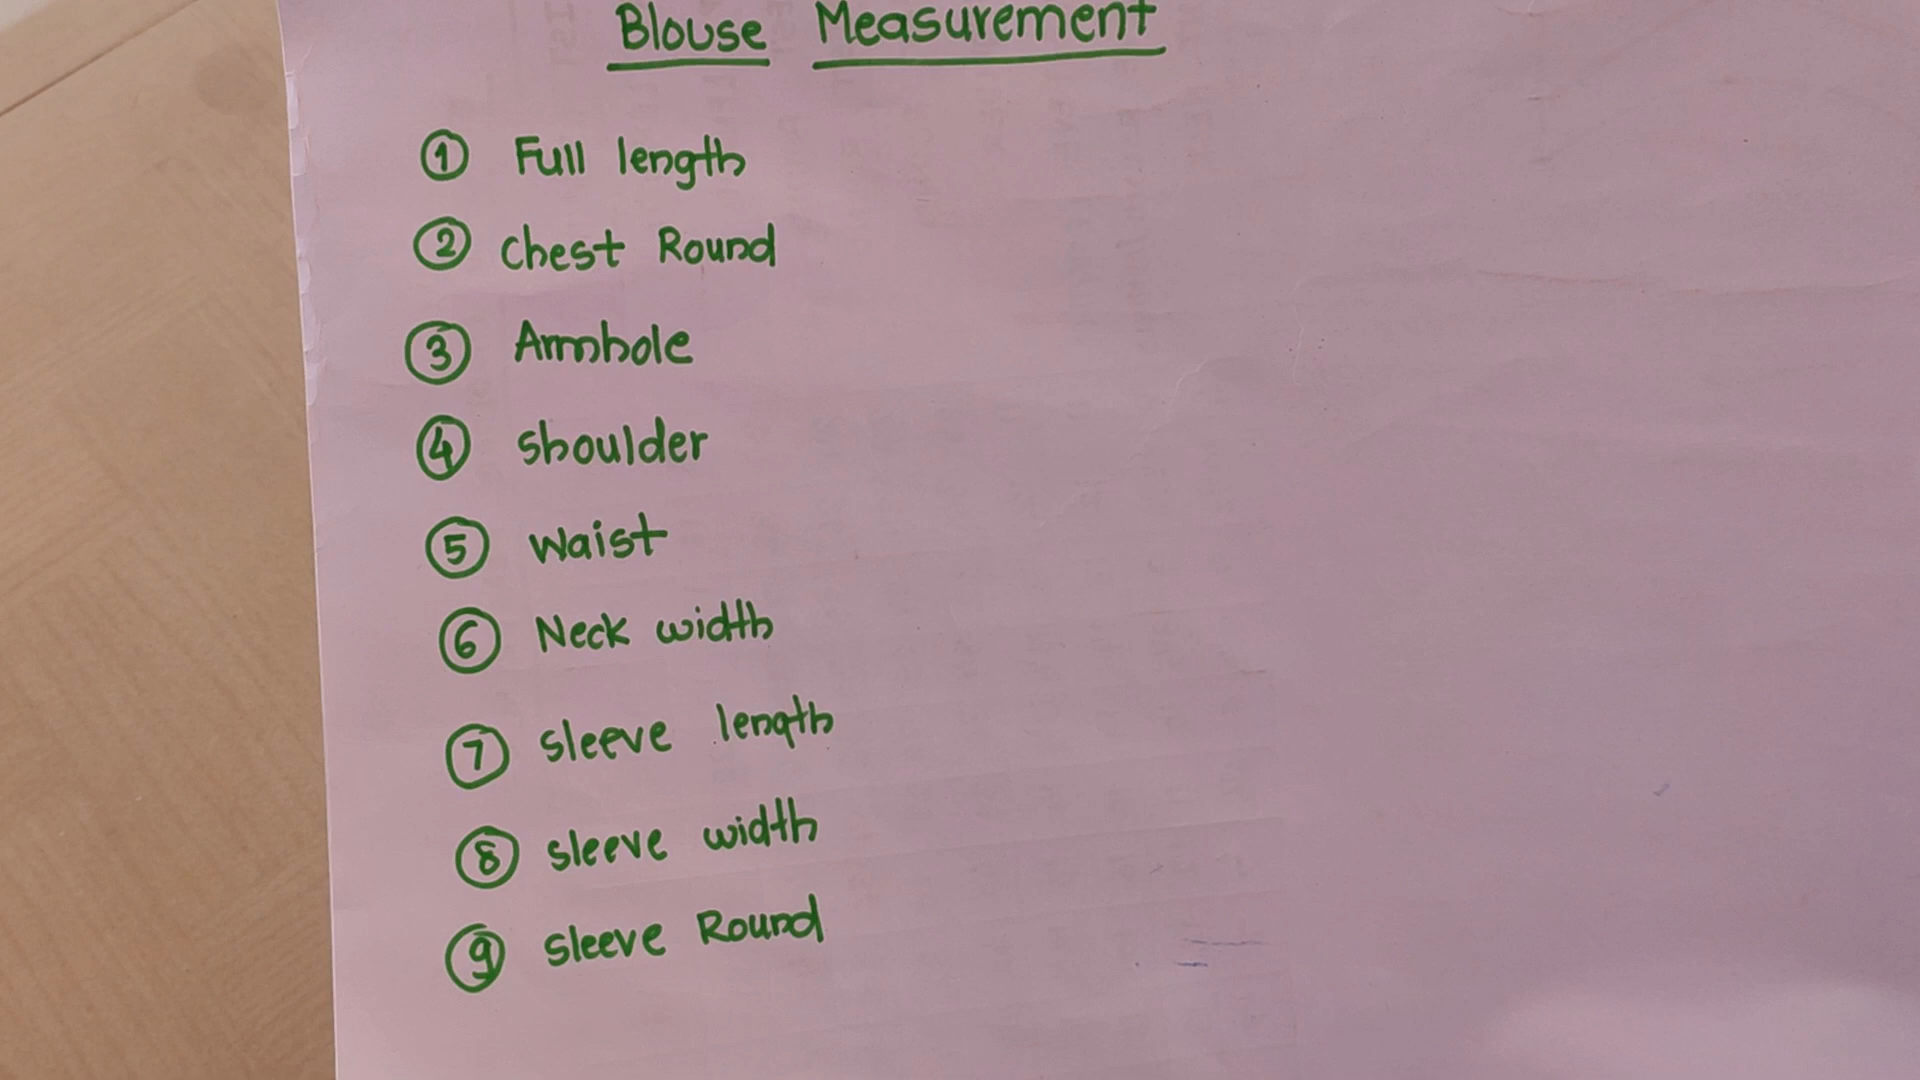 Blouse Measurement
① Full length
② Chest Round
③ Armhole
④ shoulder
⑤ waist
⑥ Neck width
⑦ sleeve length
⑧ sleeve width
⑨ sleeve Round